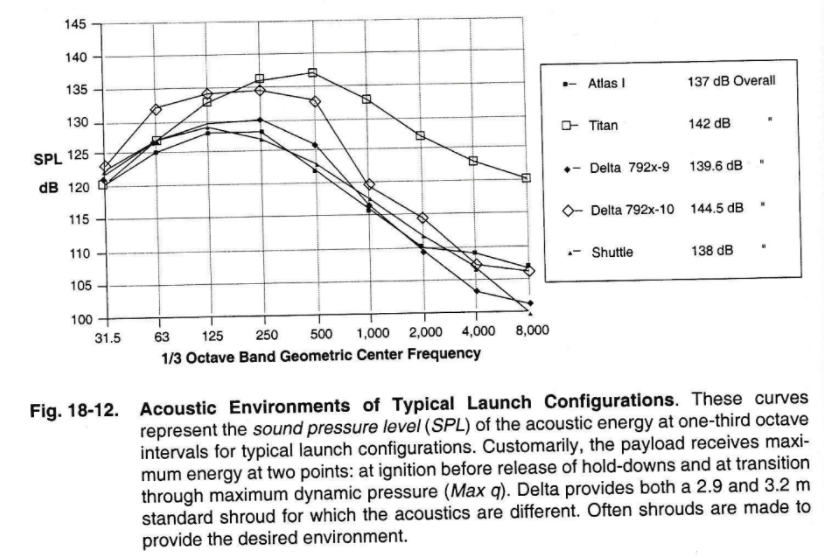 145
140
135
130
125
SPL
dB 120
115
110
105
100
31.5 63 125 250 500 1,000 2,000 4,000 8,000
1/3 Octave Band Geometric Center Frequency
Atlas I 137 dB Overall
Titan 142 dB "
Delta 792x-9 139.6 dB "
Delta 792x-10 144.5 dB "
Shuttle 138 dB "
Fig. 18-12. Acoustic Environments of Typical Launch Configurations. These curves
represent the sound pressure level (SPL) of the acoustic energy at one-third octave
intervals for typical launch configurations. Customarily, the payload receives maxi-
mum energy at two points: at ignition before release of hold-downs and at transition
through maximum dynamic pressure (Max q). Delta provides both a 2.9 and 3.2 m
standard shroud for which the acoustics are different. Often shrouds are made to
provide the desired environment.